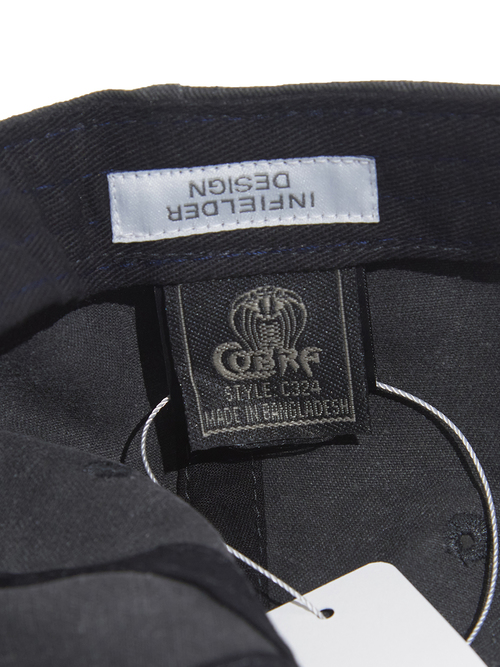 INFIELDER
DESIGN
COBRA
STYLE: C324
MADE IN BANGLADESH